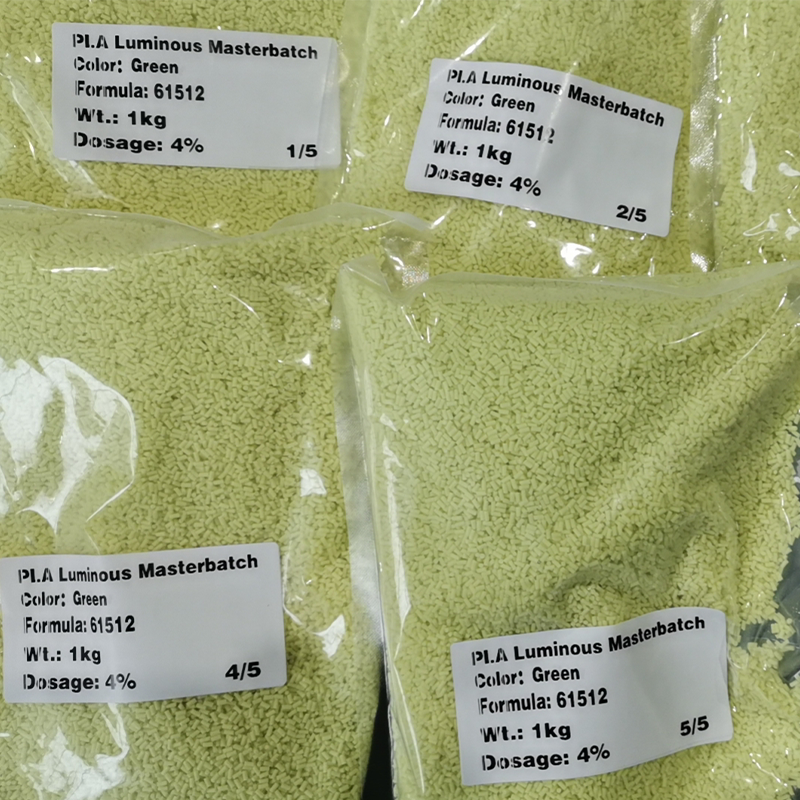 PLA Luminous Masterbatch
Color: Green
Formula: 61512
Wt.: 1kg
Dosage: 4%
1/5
PLA Luminous Masterbatch
Color: Green
Formula: 61512
Wt.: 1kg
Dosage: 4%
2/5
PLA Luminous Masterbatch
Color: Green
Formula: 61512
Wt.: 1kg
Dosage: 4%
4/5
PLA Luminous Masterbatch
Color: Green
Formula: 61512
Wt.: 1kg
Dosage: 4%
5/5